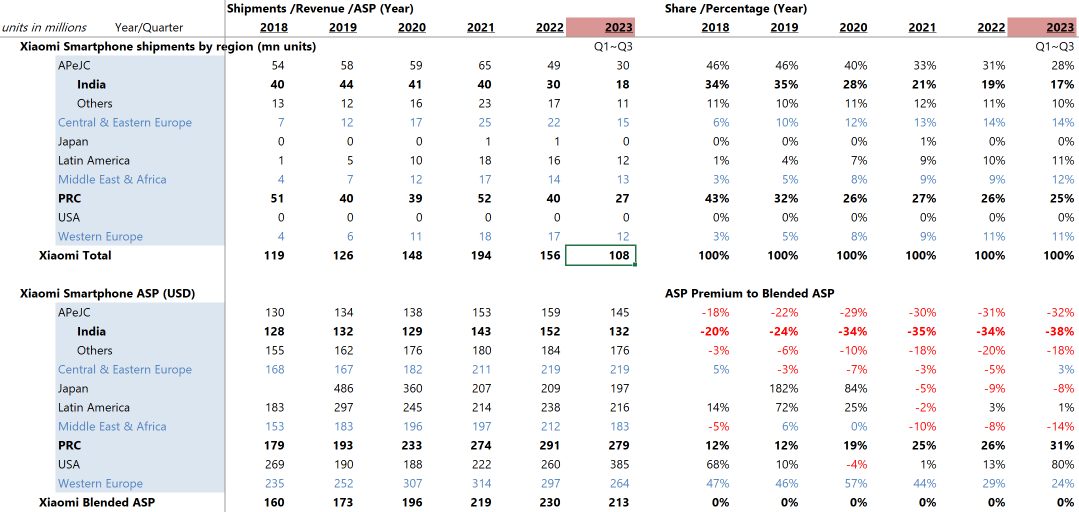 Shipments /Revenue /ASP (Year) Share /Percentage (Year)
units in millions Year/Quarter 2018 2019 2020 2021 2022 2023 2018 2019 2020 2021 2022 2023
Xiaomi Smartphone shipments by region (mn units) Q1~Q3 Q1~Q3
APeJC 54 58 59 65 49 30 46% 46% 40% 33% 31% 28%
India 40 44 41 40 30 18 34% 35% 28% 21% 19% 17%
Others 13 12 16 23 17 11 11% 10% 11% 12% 11% 10%
Central & Eastern Europe 7 12 17 25 22 15 6% 10% 12% 13% 14% 14%
Japan 0 0 0 1 1 0 0% 0% 0% 1% 0% 0%
Latin America 1 5 10 18 16 12 1% 4% 7% 9% 10% 11%
Middle East & Africa 4 7 12 17 14 13 3% 5% 8% 9% 9% 12%
PRC 51 40 39 52 40 27 43% 32% 26% 27% 26% 25%
USA 0 0 0 0 0 0 0% 0% 0% 0% 0% 0%
Western Europe 4 6 11 18 17 12 3% 5% 8% 9% 11% 11%
Xiaomi Total 119 126 148 194 156 108 100% 100% 100% 100% 100% 100%
Xiaomi Smartphone ASP (USD) ASP Premium to Blended ASP
APeJC 130 134 138 153 159 145 -18% -22% -29% -30% -31% -32%
India 128 132 129 143 152 132 -20% -24% -34% -35% -34% -38%
Others 155 162 176 180 184 176 -3% -6% -10% -18% -20% -18%
Central & Eastern Europe 168 167 182 211 219 219 5% -3% -7% -3% -5% 3%
Japan 486 360 207 209 197 182% 84% -5% -9% -8%
Latin America 183 297 245 214 238 216 14% 72% 25% -2% 3% 1%
Middle East & Africa 153 183 196 197 212 183 -5% 6% 0% -10% -8% -14%
PRC 179 193 233 274 291 279 12% 12% 19% 25% 26% 31%
USA 269 190 188 222 260 385 68% 10% -4% 1% 13% 80%
Western Europe 235 252 307 314 297 264 47% 46% 57% 44% 29% 24%
Xiaomi Blended ASP 160 173 196 219 230 213 0% 0% 0% 0% 0% 0%